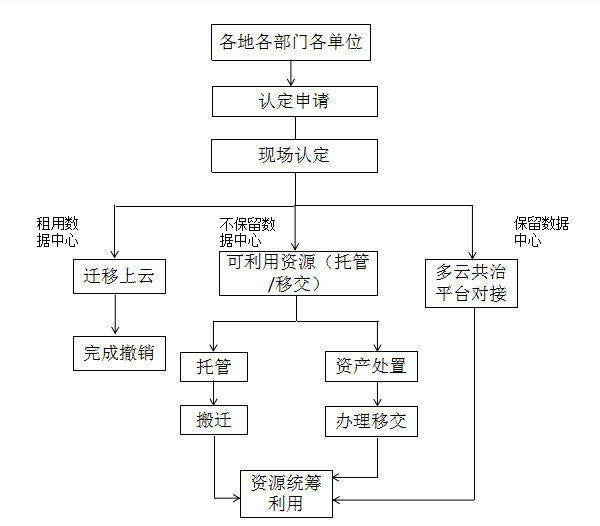 各地各部门各单位
认定申请
现场认定
租用数
据中心
不保留数
据中心
保留数据
中心
迁移上云
可利用资源（托管
/移交）
多云共治
平台对接
完成撤销
托管
资产处置
搬迁
办理移交
资源统筹
利用